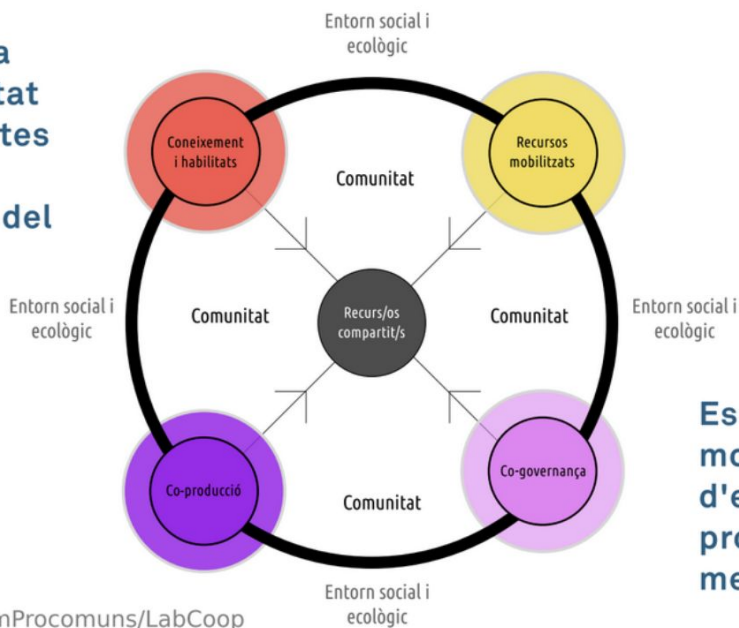 Entorn social i
ecològic
a
tat
tes
del
Coneixement
i habilitats
Recursos
mobilitzats
Comunitat
Entorn social i
ecològic
Comunitat
Recurs/os
compartit/s
Comunitat
Entorn social i
ecològic
Co-producció
Co-governança
Comunitat
Es
mo
d'e
pro
me
Entorn social i
ecològic
mProcomuns/LabCoop